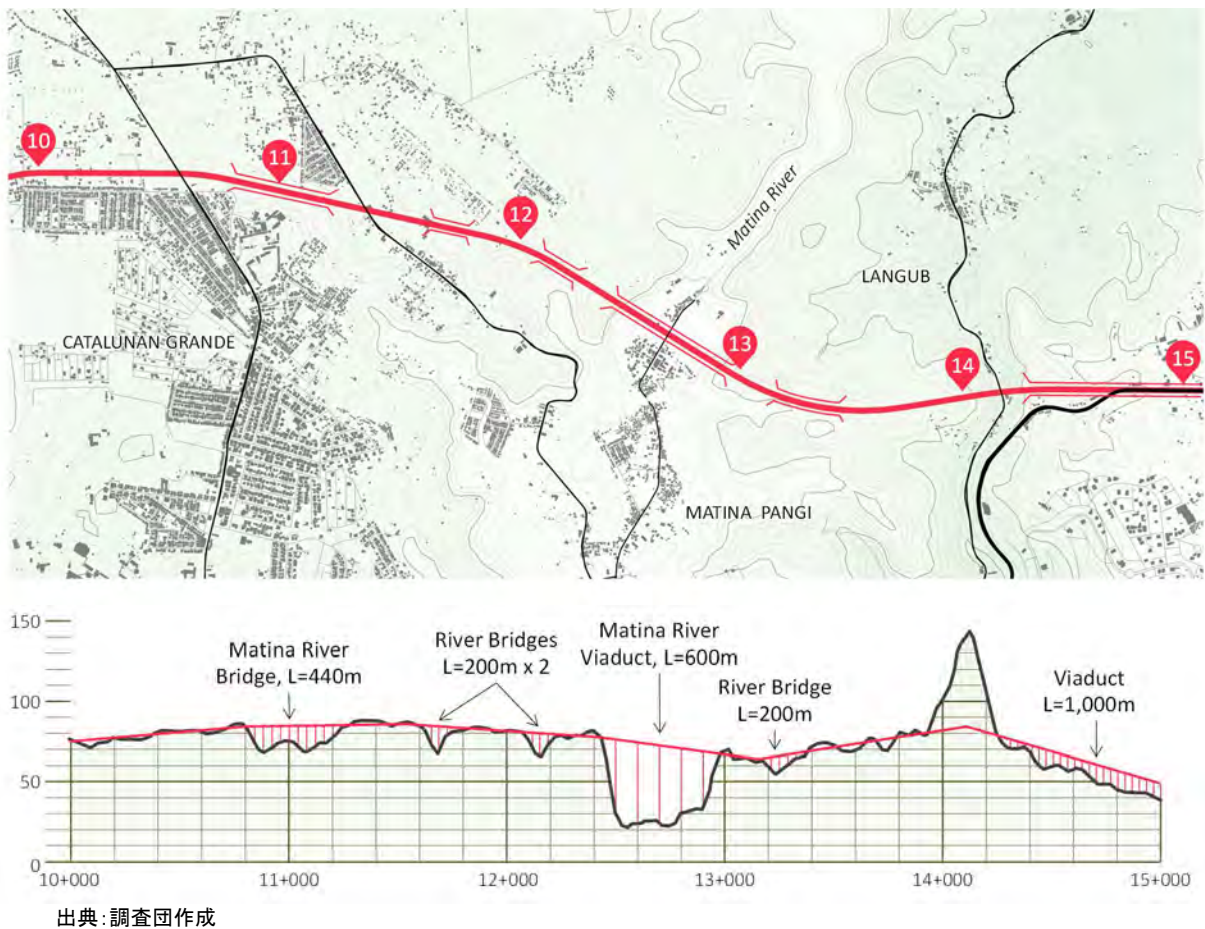 10
11
12
13
14
15
Matina River
LANGUB
CATALUNAN GRANDE
MATINA PANGI
150
100
50
0
Matina River
Bridge, L=440m
River Bridges
L=200m x 2
Matina River
Viaduct, L=600m
River Bridge
L=200m
Viaduct
L=1,000m
10+000
11+000
12+000
13+000
14+000
15+000
出典:調査団作成